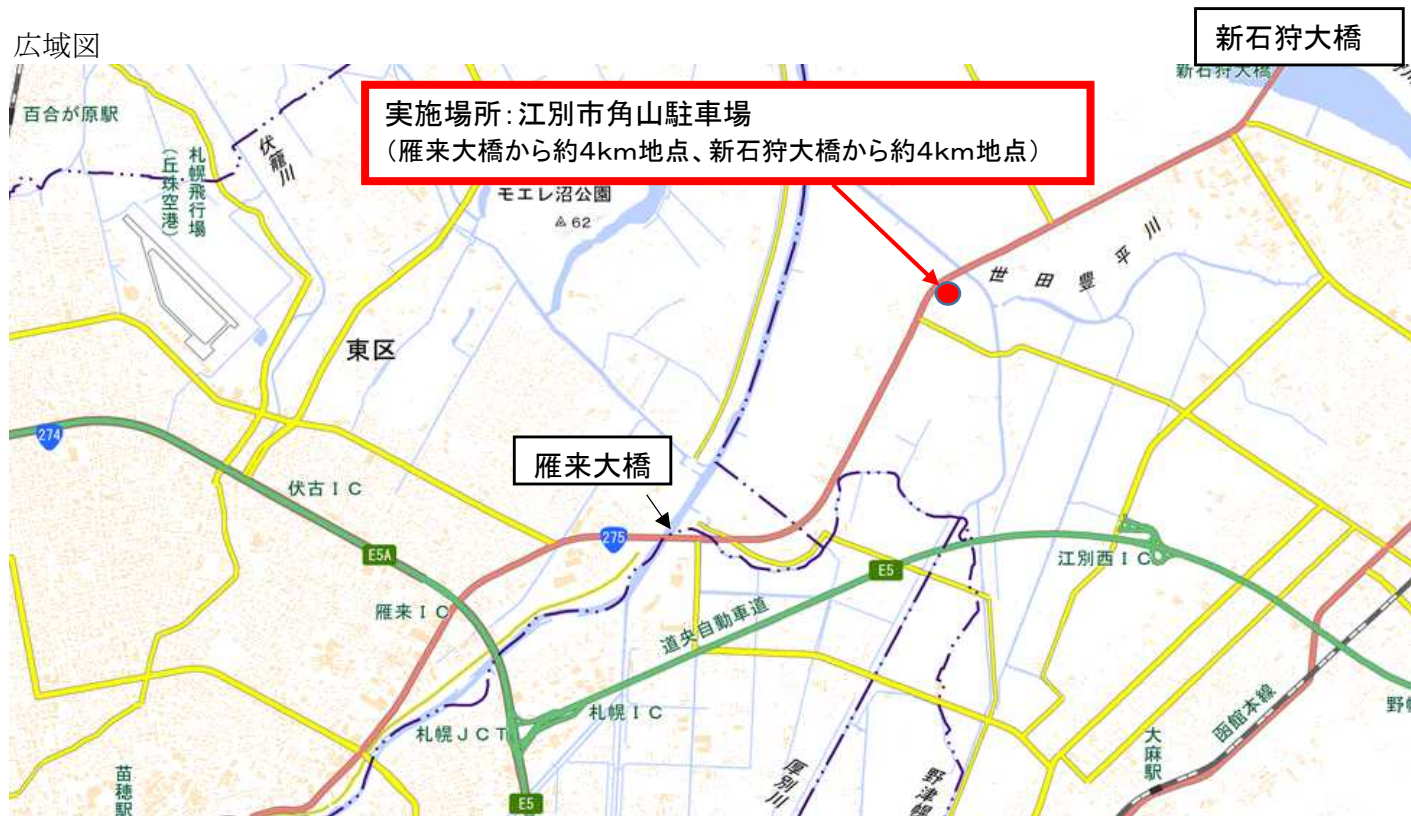 広域図
新石狩大橋
新石狩大橋
実施場所:江別市角山駐車場
(雁来大橋から約4km地点、新石狩大橋から約4km地点)
百合が原駅
伏籠川
札幌飛行場
(丘珠空港)
モエレ沼公園
62
世田豊平川
東区
274
雁来大橋
伏古IC
275
E5A
E5
江別西IC
雁来IC
道央自動車道
札幌IC
札幌JCT
函館本線
大麻駅
苗穂駅
厚別川
野津幌
E5